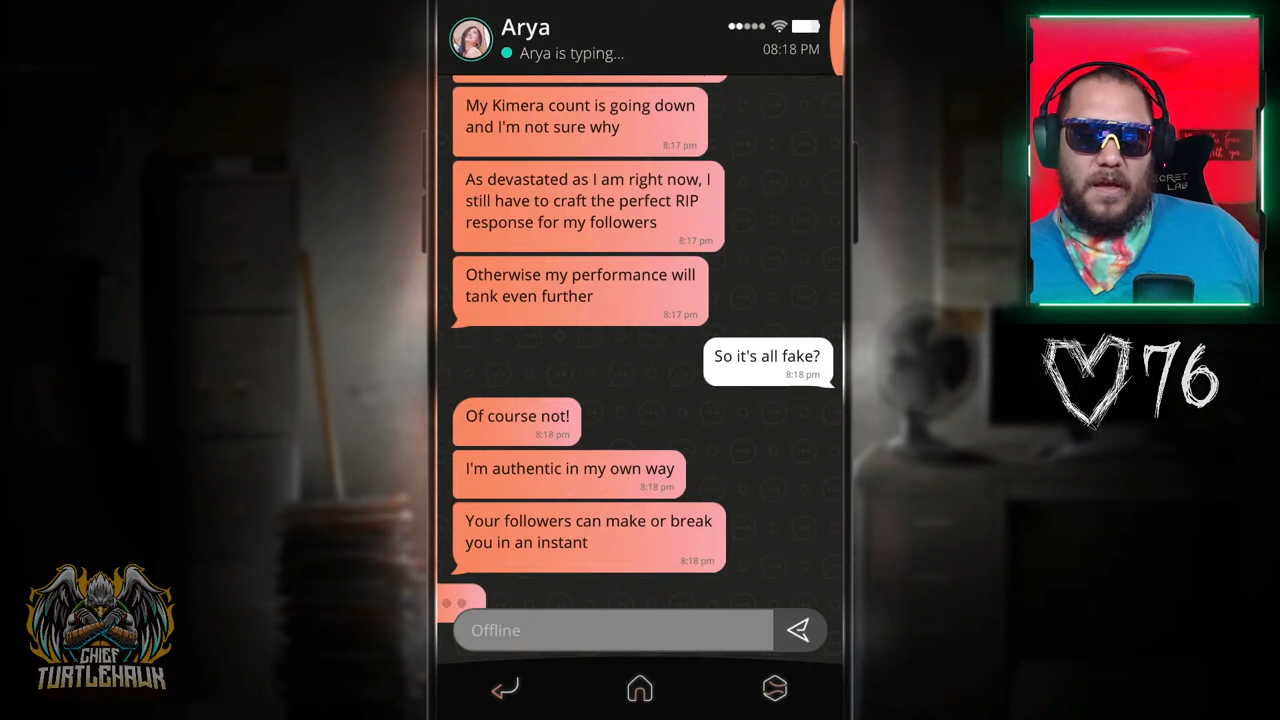 Arya
Arya is typing...
08:18 PM
My Kimera count is going down
and I'm not sure why
8:17 pm
As devastated as I am right now, I
still have to craft the perfect RIP
response for my followers
8:17 pm
Otherwise my performance will
tank even further
8:17 pm
So it's all fake?
8:18 pm
Of course not!
8:18 pm
I'm authentic in my own way
8:18 pm
Your followers can make or break
you in an instant
8:18 pm
Offline
76
CHIEF
TURTLEHAWK